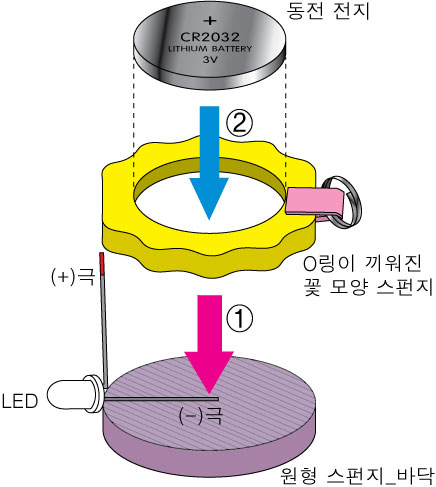 동전 전지
+
CR2032
LITHIUM BATTERY
3V
②
O링이 끼워진
꽃 모양 스펀지
(+)극
①
LED
(-)극
원형 스펀지_바닥